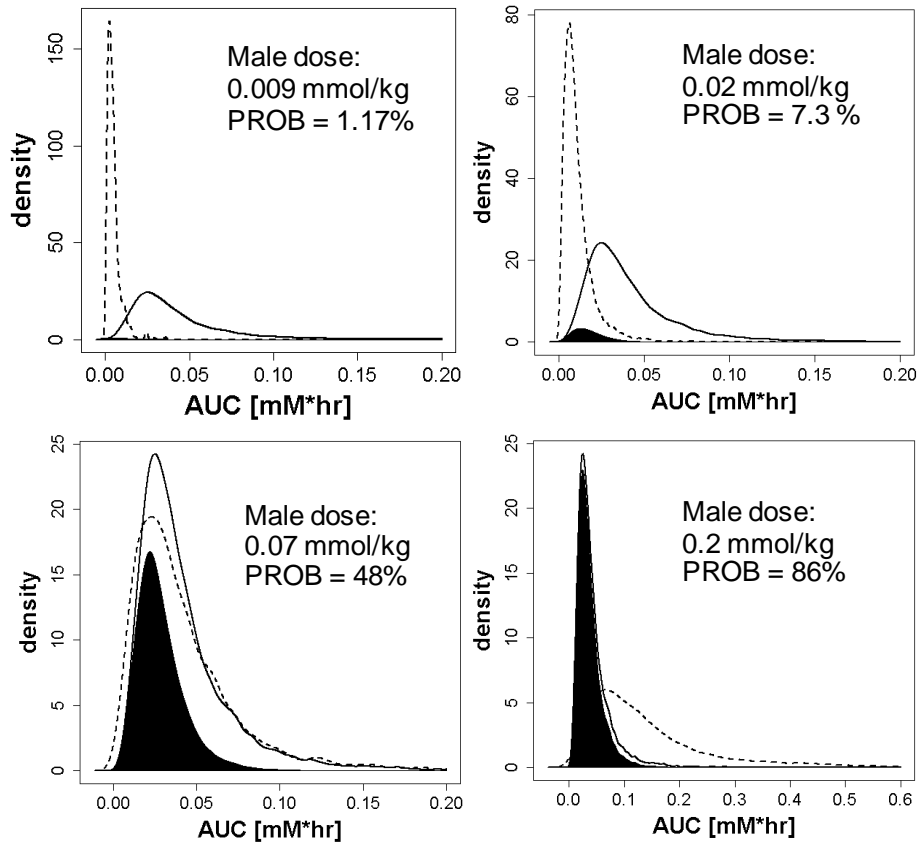 Male dose:
0.009 mmol/kg
PROB = 1.17%
150
100
50
0
density
0.00 0.05 0.10 0.15 0.20
AUC [mM*hr]
Male dose:
0.02 mmol/kg
PROB = 7.3 %
80
60
40
20
0
density
0.00 0.05 0.10 0.15 0.20
AUC [mM*hr]
Male dose:
0.07 mmol/kg
PROB = 48%
25
20
15
10
5
0
density
0.00 0.05 0.10 0.15 0.20
AUC [mM*hr]
Male dose:
0.2 mmol/kg
PROB = 86%
25
20
15
10
5
0
density
0.0 0.1 0.2 0.3 0.4 0.5 0.6
AUC [mM*hr]